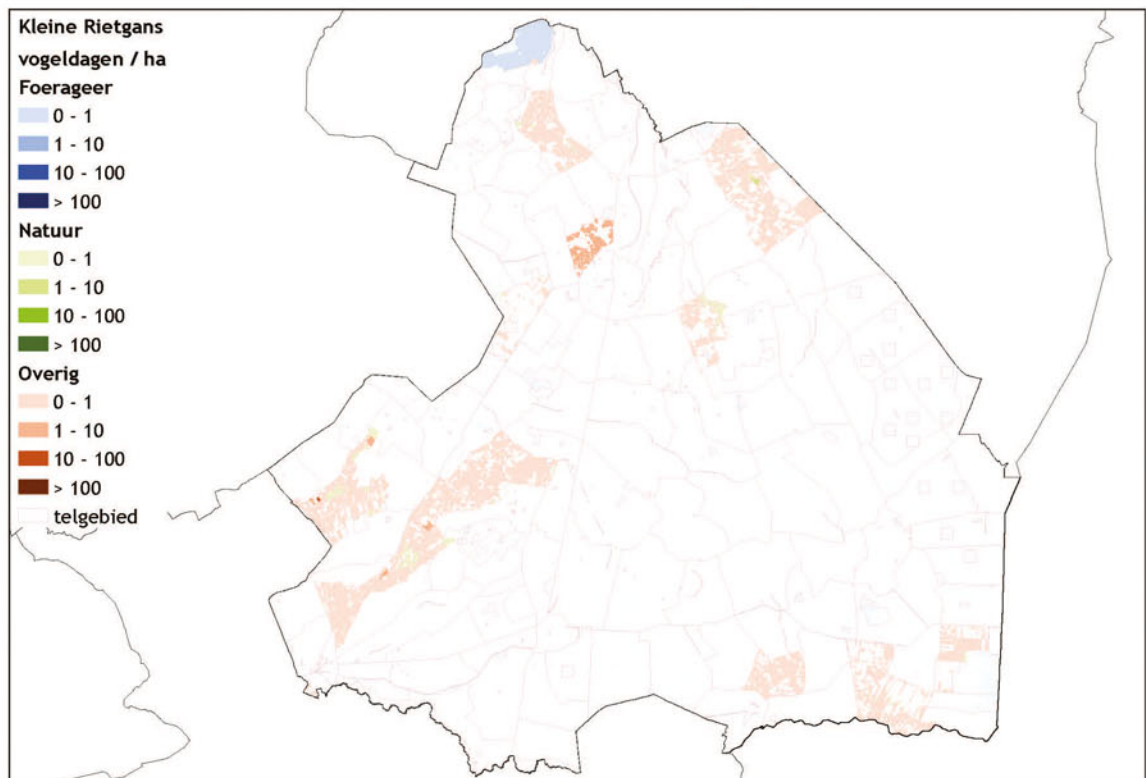 Kleine Rietgans
vogeldagen / ha
Foerageer
0 - 1
1 - 10
10 - 100
> 100
Natuur
0 - 1
1 - 10
10 - 100
> 100
Overig
0 - 1
1 - 10
10 - 100
> 100
telgebied